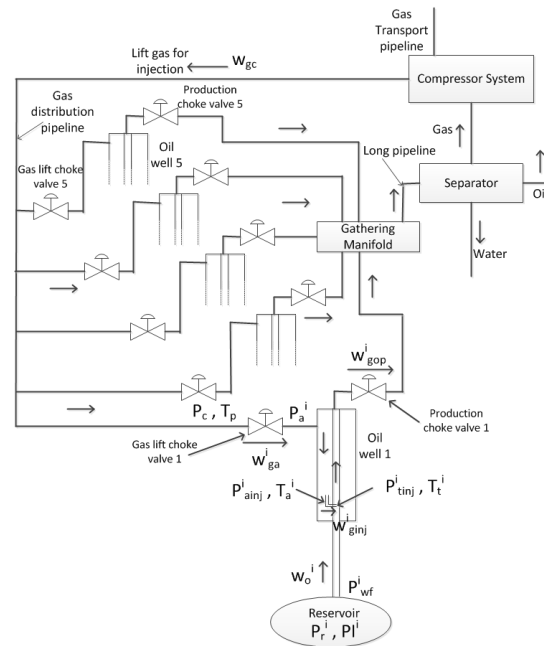 Gas
Transport
pipeline
Lift gas for
injection
w_gc
Compressor System
Gas
distribution
pipeline
Production
choke valve 5
Oil
well 5
Gas lift choke
valve 5
Gas
Long pipeline
Separator
Oi
Water
Gathering
Manifold
w^i_gop
P_c , T_p
P_a^i
Production
choke valve 1
Gas lift choke
valve 1
w^i_ga
Oil
well 1
P^i_ainj , T_a^i
P^i_tinj , T_t^i
w^i_ginj
w_o^i
P^i_wf
Reservoir
P_r^i , PI^i